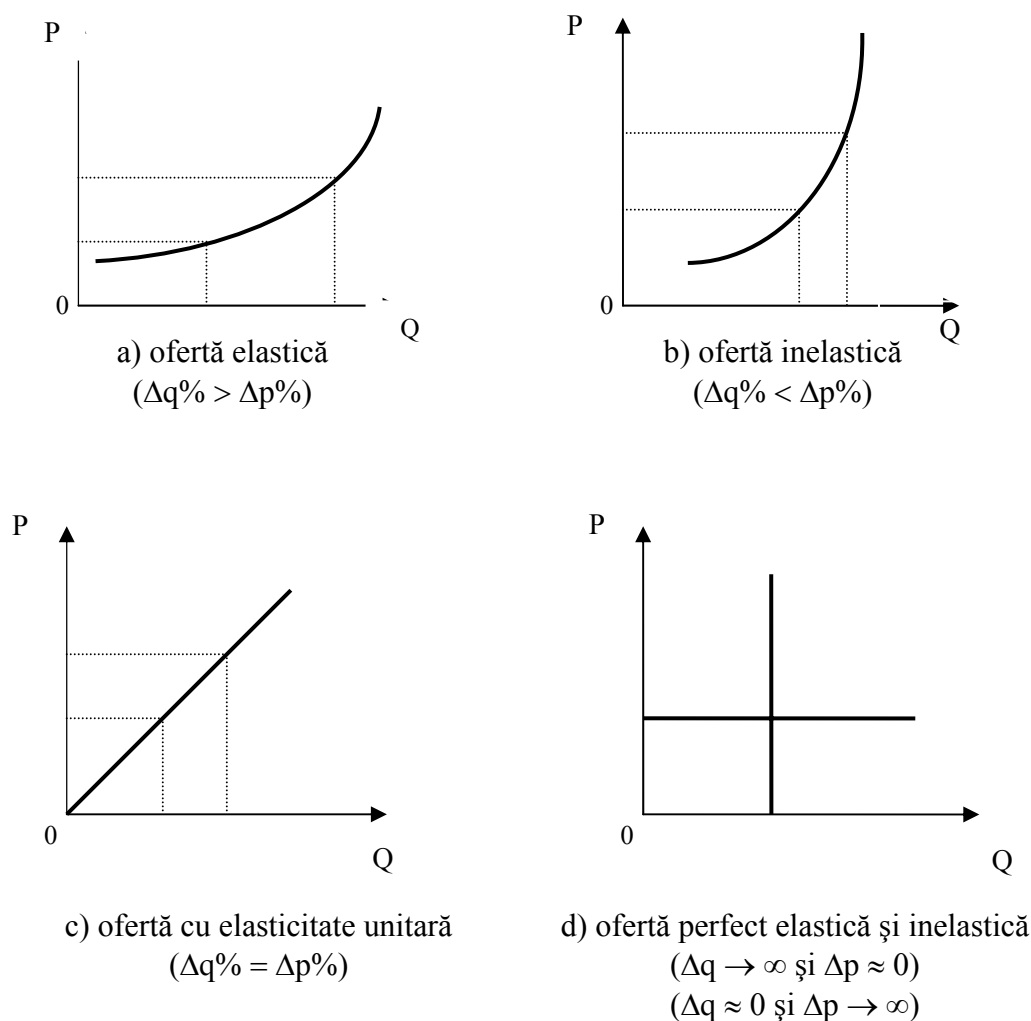 P
0
Q
a) ofertă elastică
(Δq% > Δp%)
P
0
Q
b) ofertă inelastică
(Δq% < Δp%)
P
0
Q
c) ofertă cu elasticitate unitară
(Δq% = Δp%)
P
0
Q
d) ofertă perfect elastică şi inelastică
(Δq → ∞ şi Δp ≈ 0)
(Δq ≈ 0 şi Δp → ∞)